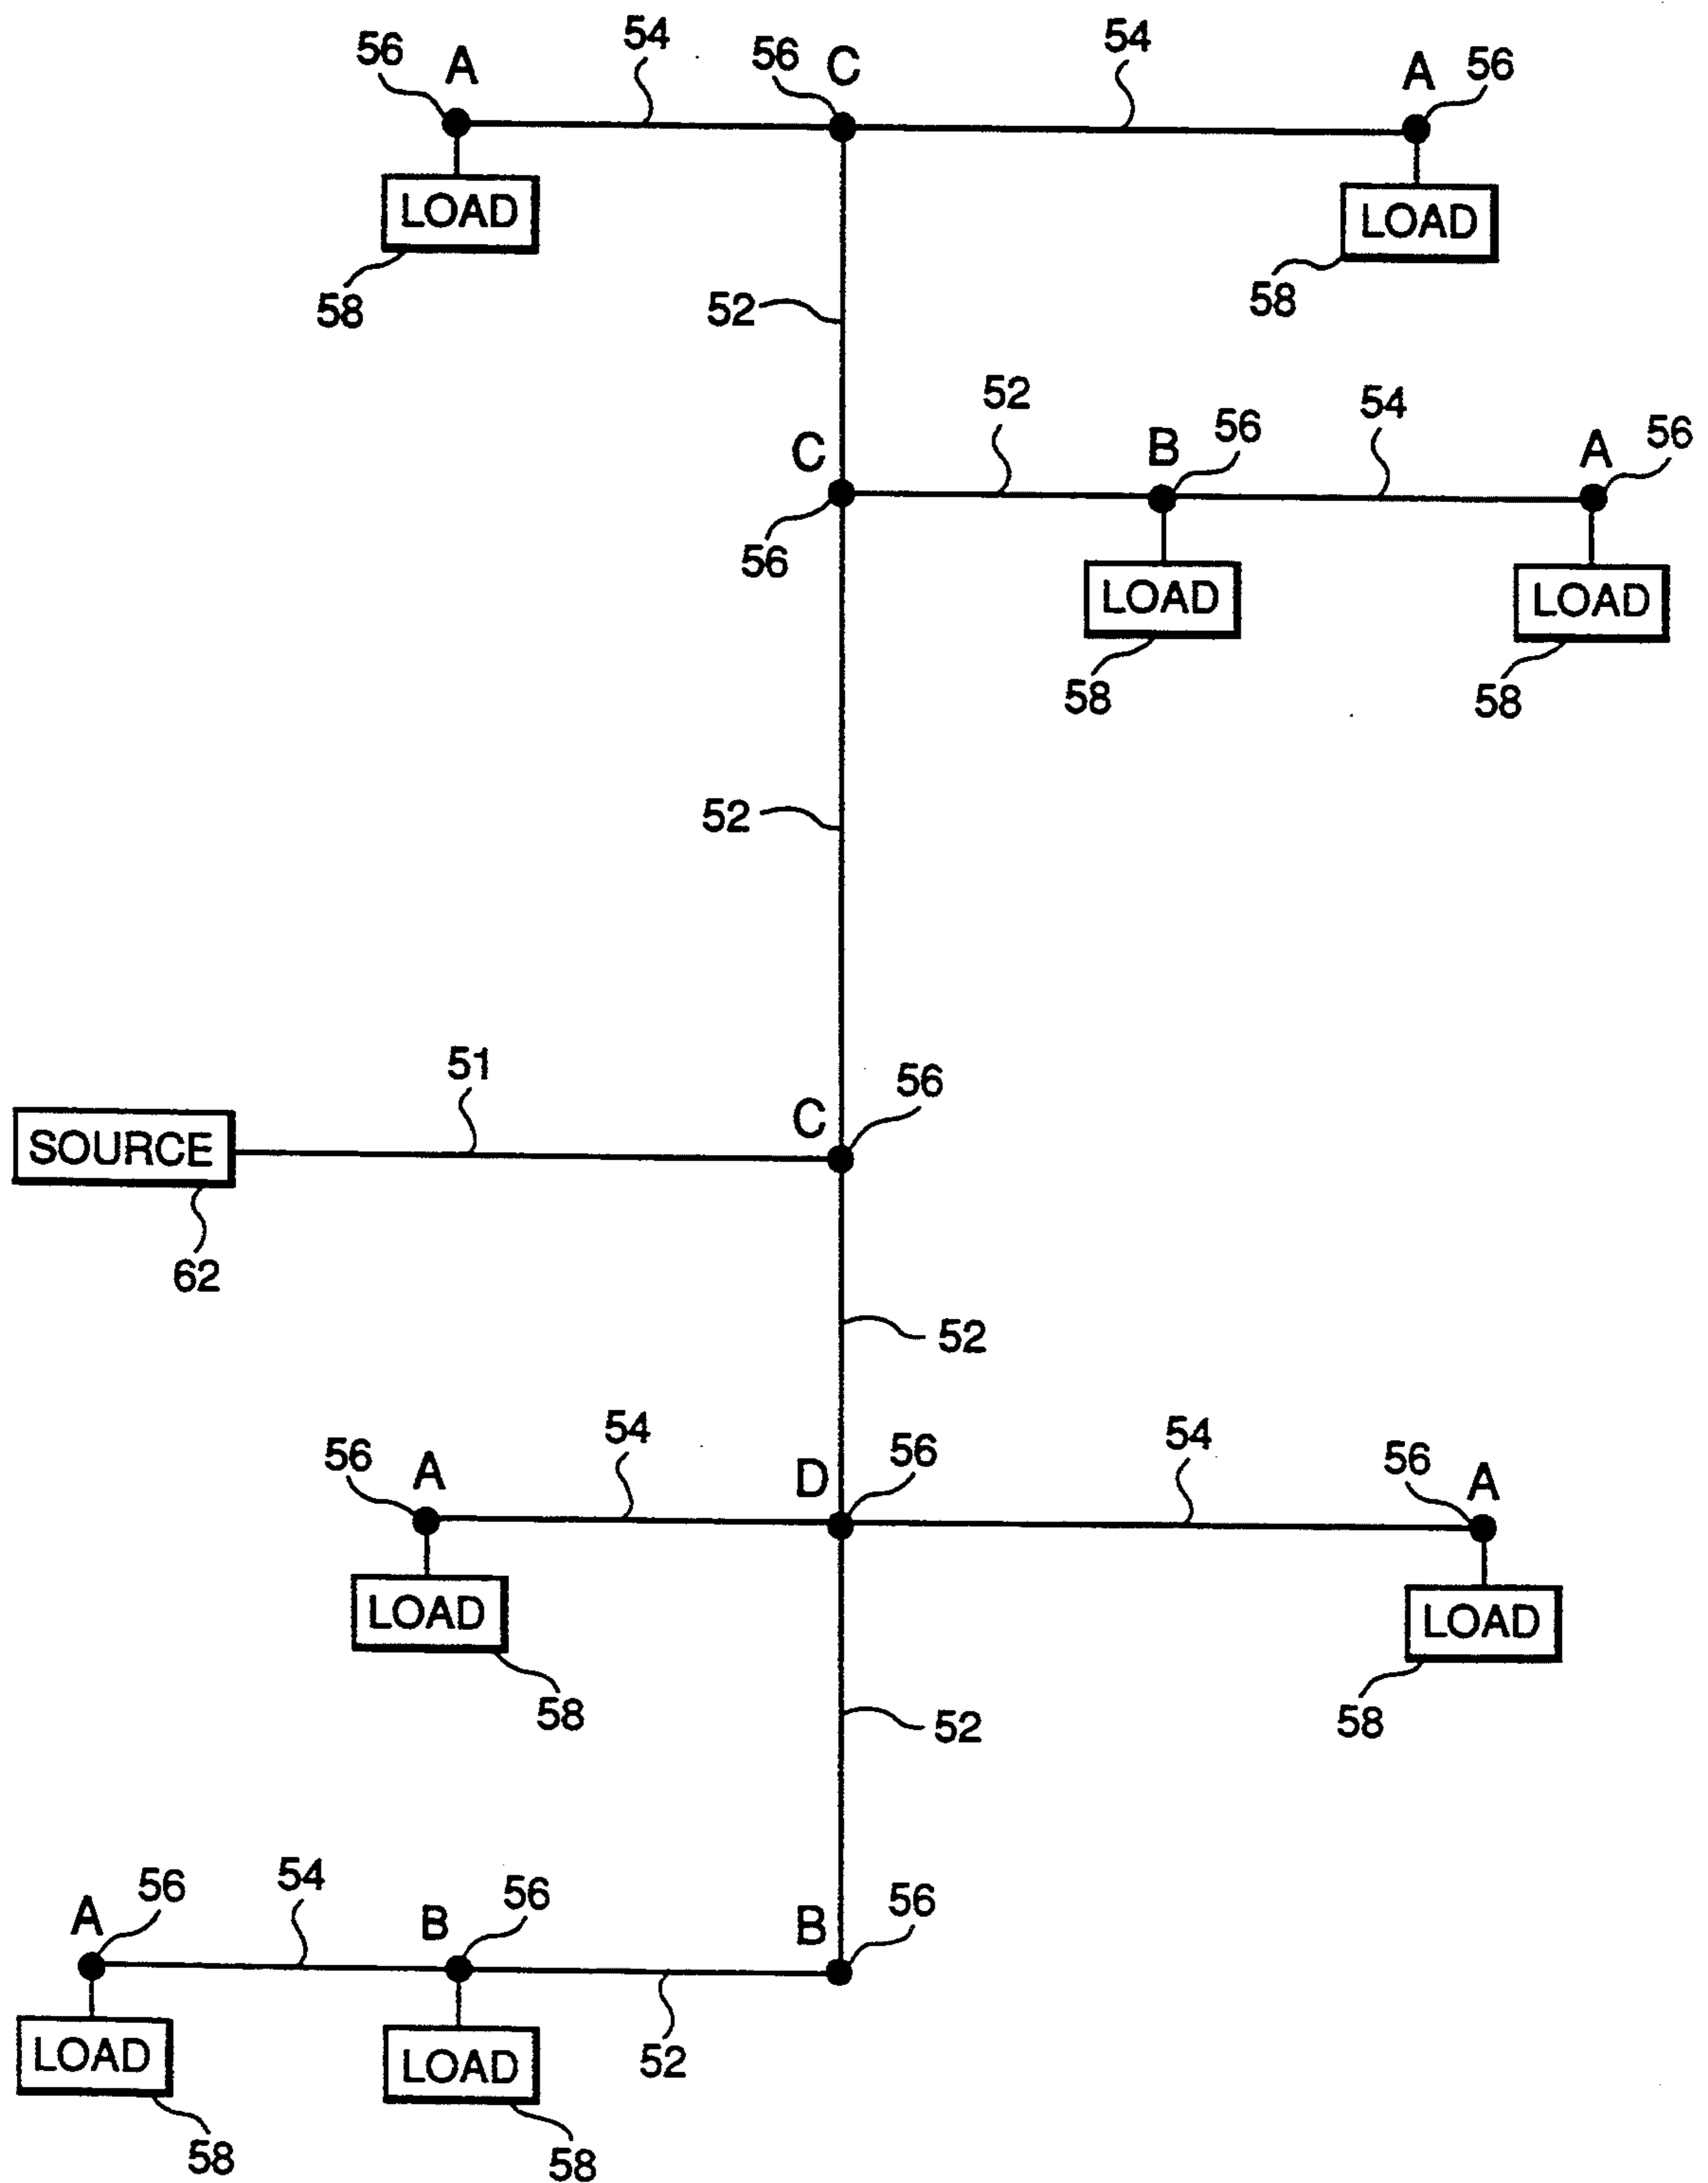 56 A 54 56 C 54 A 56
LOAD LOAD
58 52 58
52 54
C B 56 A 56
56
LOAD LOAD
58 58
52
51 56
C
SOURCE
62
52
54 54
56 A D 56 56 A
LOAD LOAD
58 52 58
54
A 56 B 56 B 56
LOAD LOAD 52
58 58